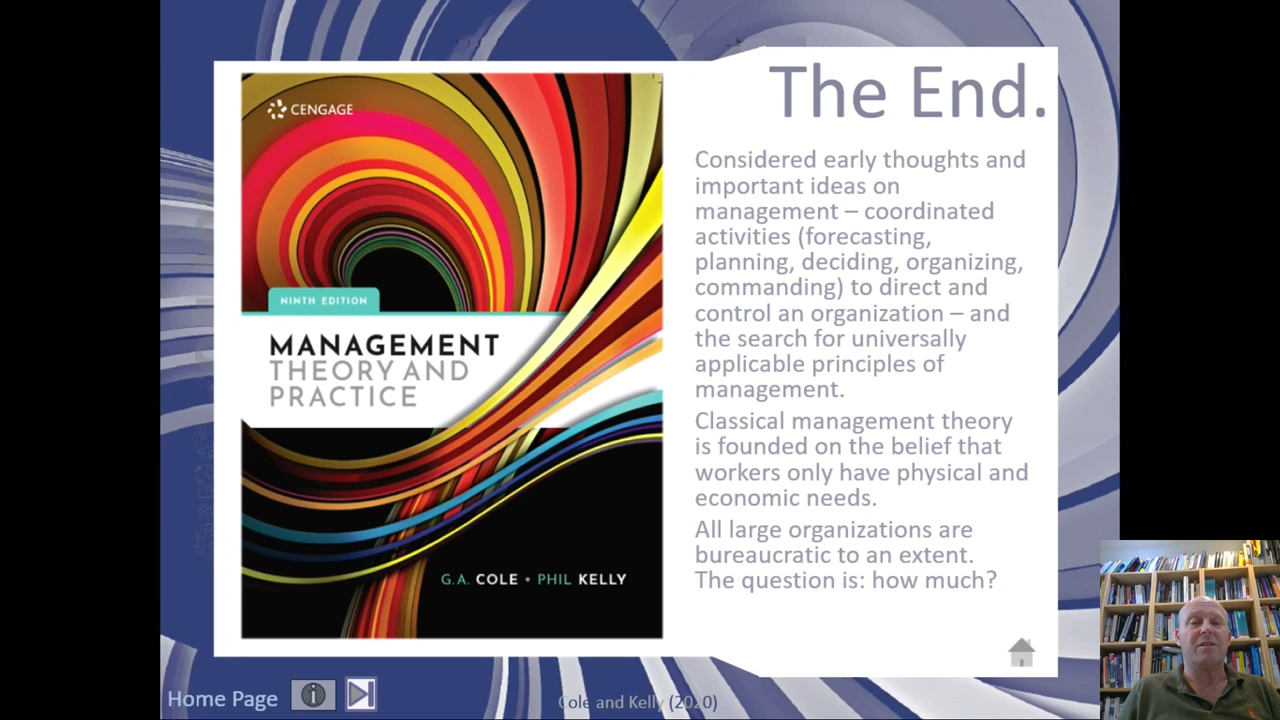 CENGAGE
NINTH EDITION
MANAGEMENT
THEORY AND
PRACTICE
G.A. COLE • PHIL KELLY
The End.
Considered early thoughts and
important ideas on
management – coordinated
activities (forecasting,
planning, deciding, organizing,
commanding) to direct and
control an organization – and
the search for universally
applicable principles of
management.
Classical management theory
is founded on the belief that
workers only have physical and
economic needs.
All large organizations are
bureaucratic to an extent.
The question is: how much?
Home Page
Cole and Kelly (2020)